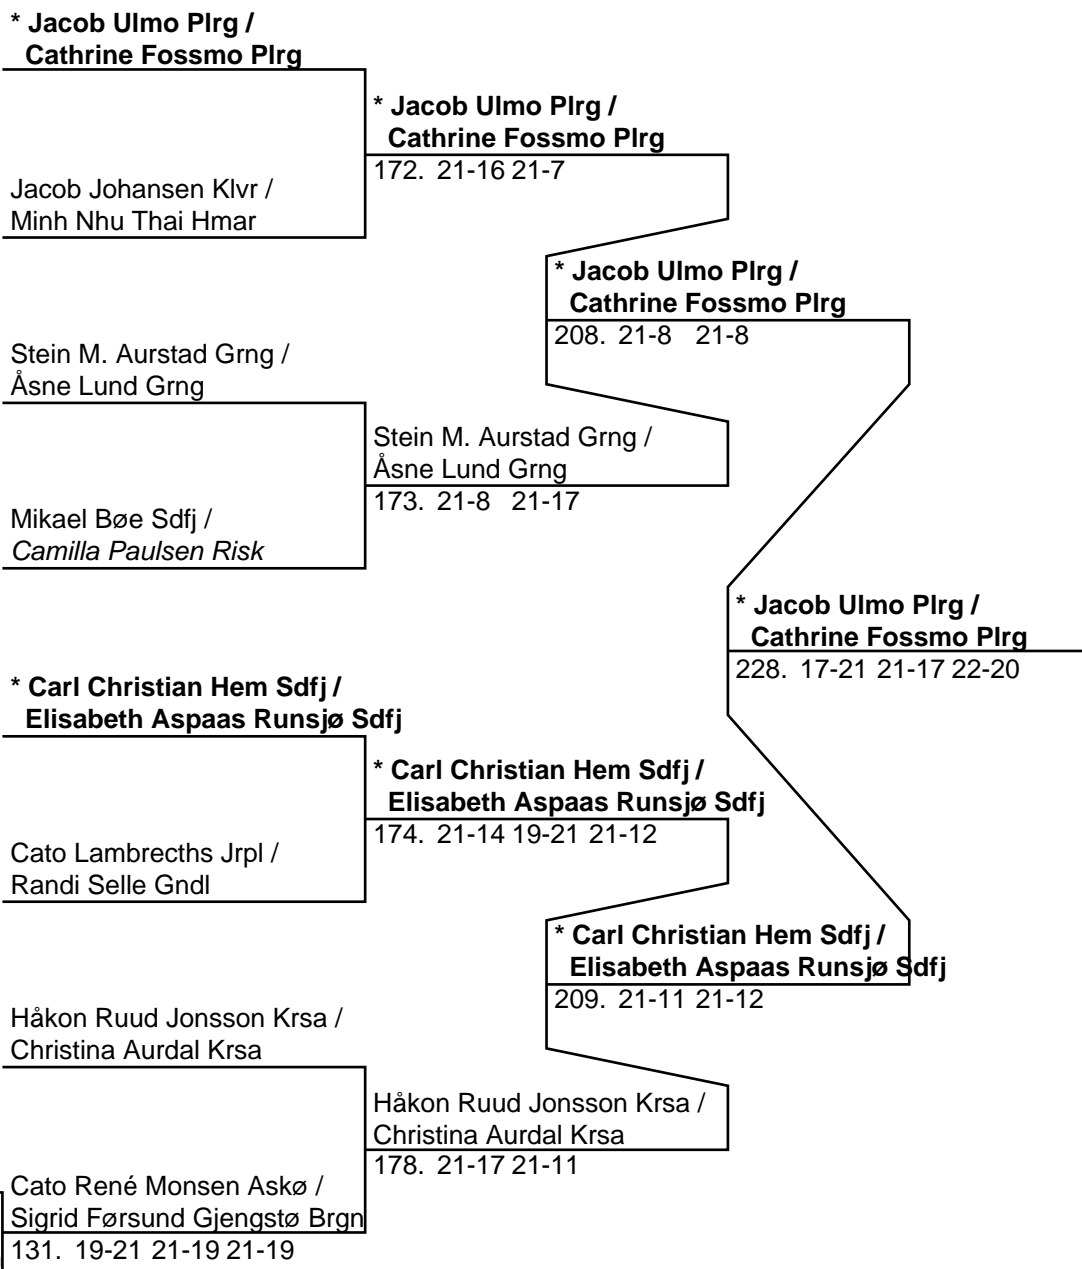 * Jacob Ulmo Plrg /
Cathrine Fossmo Plrg
* Jacob Ulmo Plrg /
Cathrine Fossmo Plrg
172. 21-16 21-7
Jacob Johansen Klvr /
Minh Nhu Thai Hmar
* Jacob Ulmo Plrg /
Cathrine Fossmo Plrg
208. 21-8 21-8
Stein M. Aurstad Grng /
Åsne Lund Grng
Stein M. Aurstad Grng /
Åsne Lund Grng
173. 21-8 21-17
Mikael Bøe Sdfj /
Camilla Paulsen Risk
* Jacob Ulmo Plrg /
Cathrine Fossmo Plrg
228. 17-21 21-17 22-20
* Carl Christian Hem Sdfj /
Elisabeth Aspaas Runsjø Sdfj
* Carl Christian Hem Sdfj /
Elisabeth Aspaas Runsjø Sdfj
174. 21-14 19-21 21-12
Cato Lambrecths Jrpl /
Randi Selle Gndl
* Carl Christian Hem Sdfj /
Elisabeth Aspaas Runsjø Sdfj
209. 21-11 21-12
Håkon Ruud Jonsson Krsa /
Christina Aurdal Krsa
Håkon Ruud Jonsson Krsa /
Christina Aurdal Krsa
178. 21-17 21-11
Cato René Monsen Askø /
Sigrid Førsund Gjengstø Brgn
131. 19-21 21-19 21-19